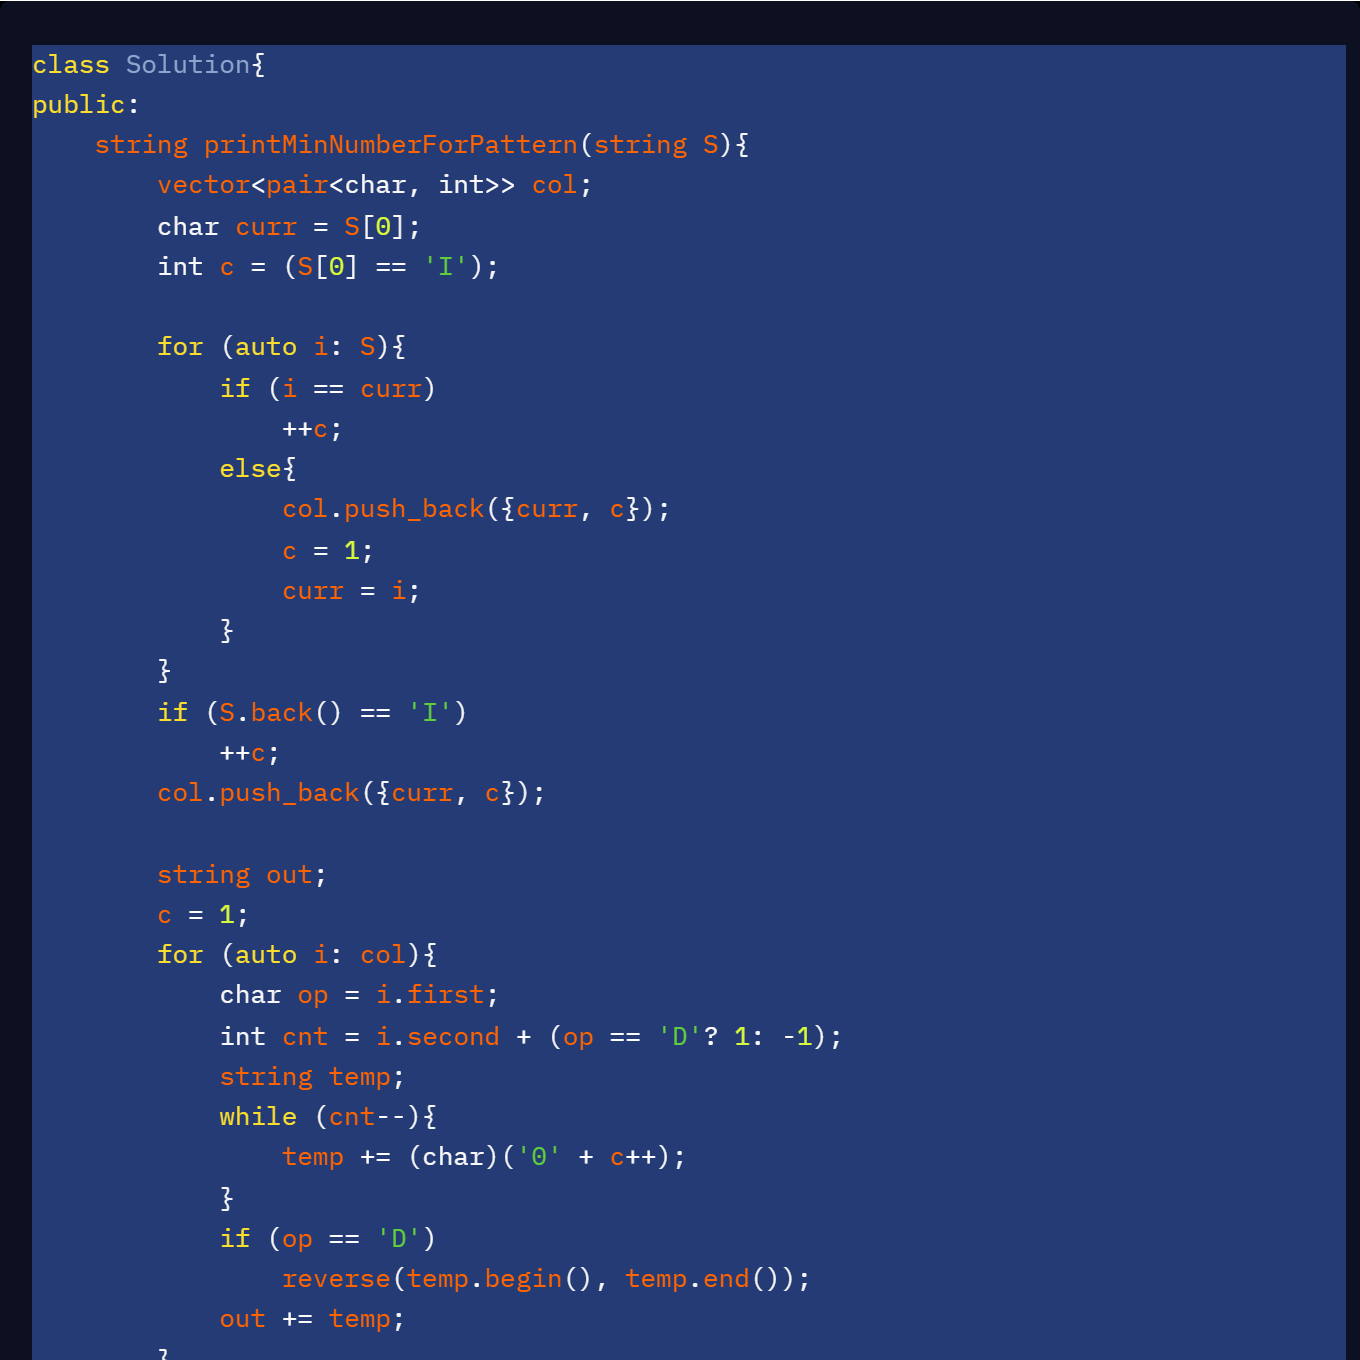 class Solution{
public:
    string printMinNumberForPattern(string S){
        vector<pair<char, int>> col;
        char curr = S[0];
        int c = (S[0] == 'I');

        for (auto i: S){
            if (i == curr)
                ++c;
            else{
                col.push_back({curr, c});
                c = 1;
                curr = i;
            }
        }
        if (S.back() == 'I')
            ++c;
        col.push_back({curr, c});

        string out;
        c = 1;
        for (auto i: col){
            char op = i.first;
            int cnt = i.second + (op == 'D'? 1: -1);
            string temp;
            while (cnt--){
                temp += (char)('0' + c++);
            }
            if (op == 'D')
                reverse(temp.begin(), temp.end());
            out += temp;
        }